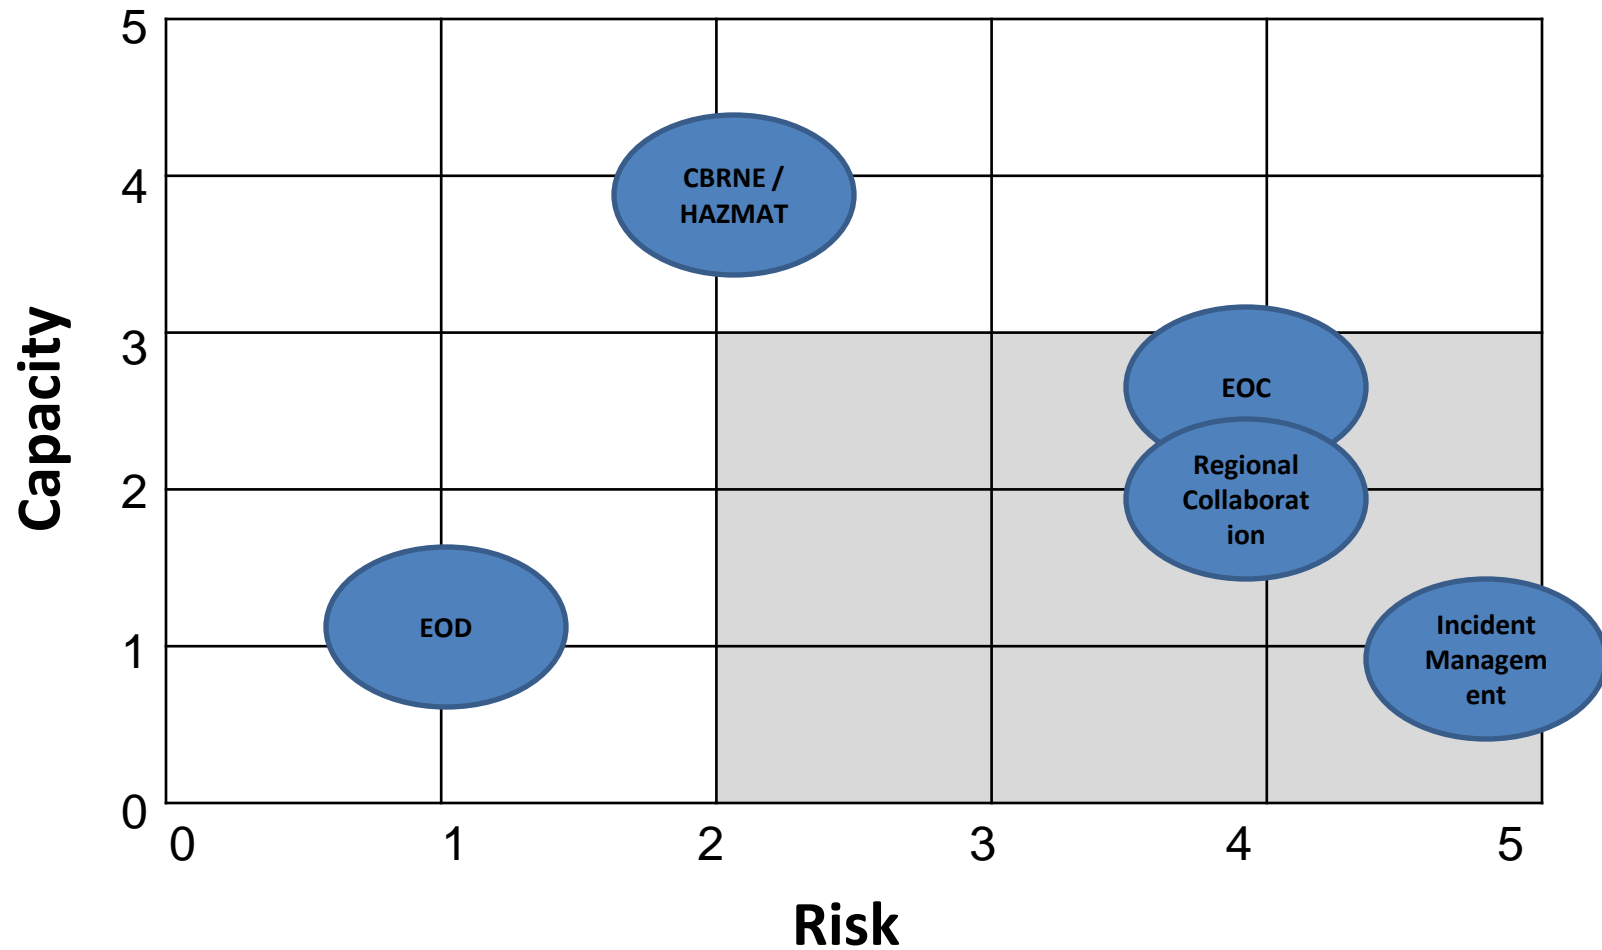 5
4
3
2
1
0
Capacity
CBRNE /
HAZMAT
EOC
Regional
Collaborat
ion
EOD
Incident
Managem
ent
0
1
2
3
4
5
Risk